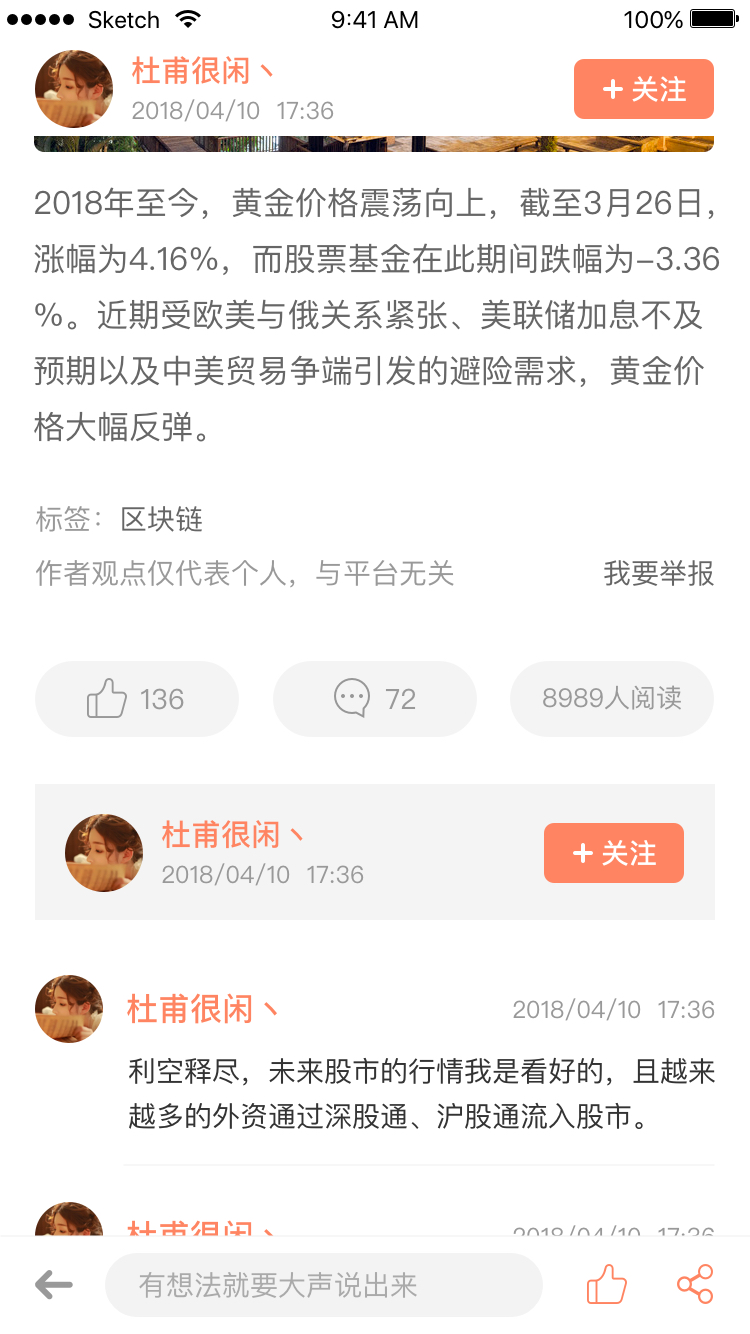 Sketch 9:41 AM 100%
杜甫很闲丶
2018/04/10 17:36
+ 关注
2018年至今，黄金价格震荡向上，截至3月26日，
涨幅为4.16%，而股票基金在此期间跌幅为-3.36
%。近期受欧美与俄关系紧张、美联储加息不及
预期以及中美贸易争端引发的避险需求，黄金价
格大幅反弹。
标签：区块链
作者观点仅代表个人，与平台无关 我要举报
136 72 8989人阅读
杜甫很闲丶
2018/04/10 17:36
+ 关注
杜甫很闲丶 2018/04/10 17:36
利空释尽，未来股市的行情我是看好的，且越来
越多的外资通过深股通、沪股通流入股市。
杜甫很闲丶 2018/04/10 17:36
有想法就要大声说出来